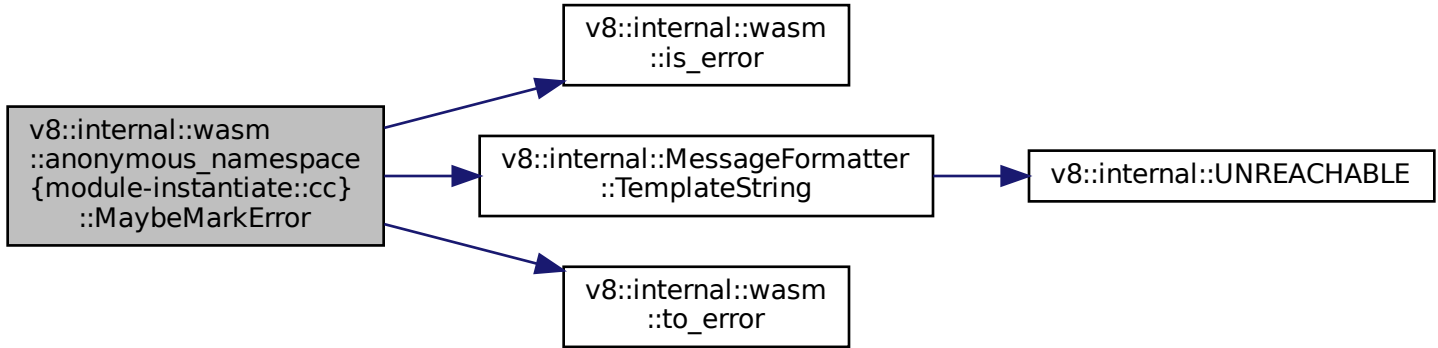 v8::internal::wasm
::anonymous_namespace
{module-instantiate::cc}
::MaybeMarkError
v8::internal::wasm
::is_error
v8::internal::MessageFormatter
::TemplateString
v8::internal::UNREACHABLE
v8::internal::wasm
::to_error